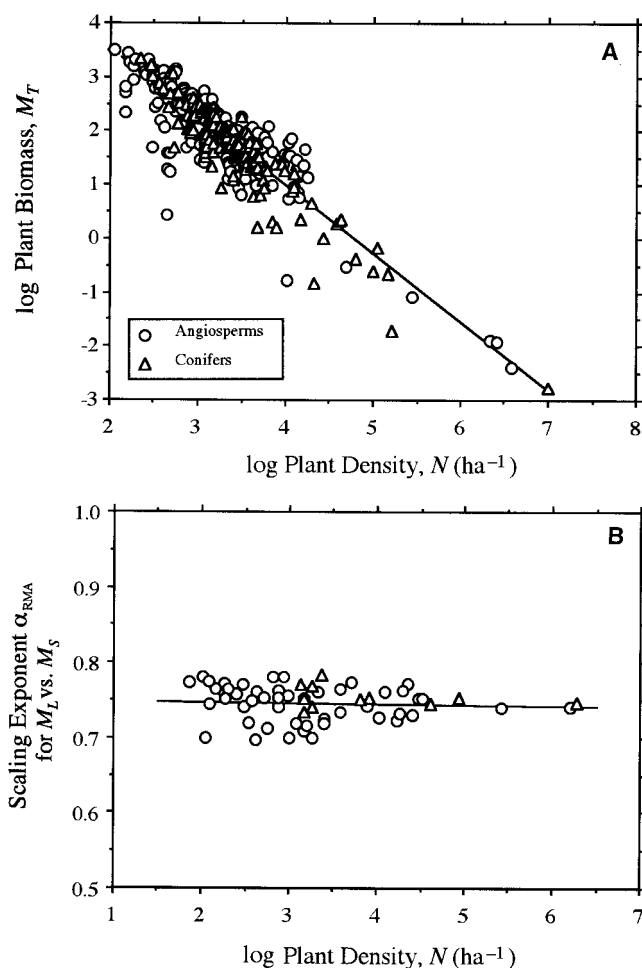 A
4
3
2
1
0
-1
-2
-3
log Plant Biomass, M_T
Angiosperms
Conifers
2 3 4 5 6 7 8
log Plant Density, N (ha⁻¹)
B
1.0
0.9
0.8
0.7
0.6
0.5
Scaling Exponent α_RMA
for M_L vs. M_S
1 2 3 4 5 6 7
log Plant Density, N (ha⁻¹)